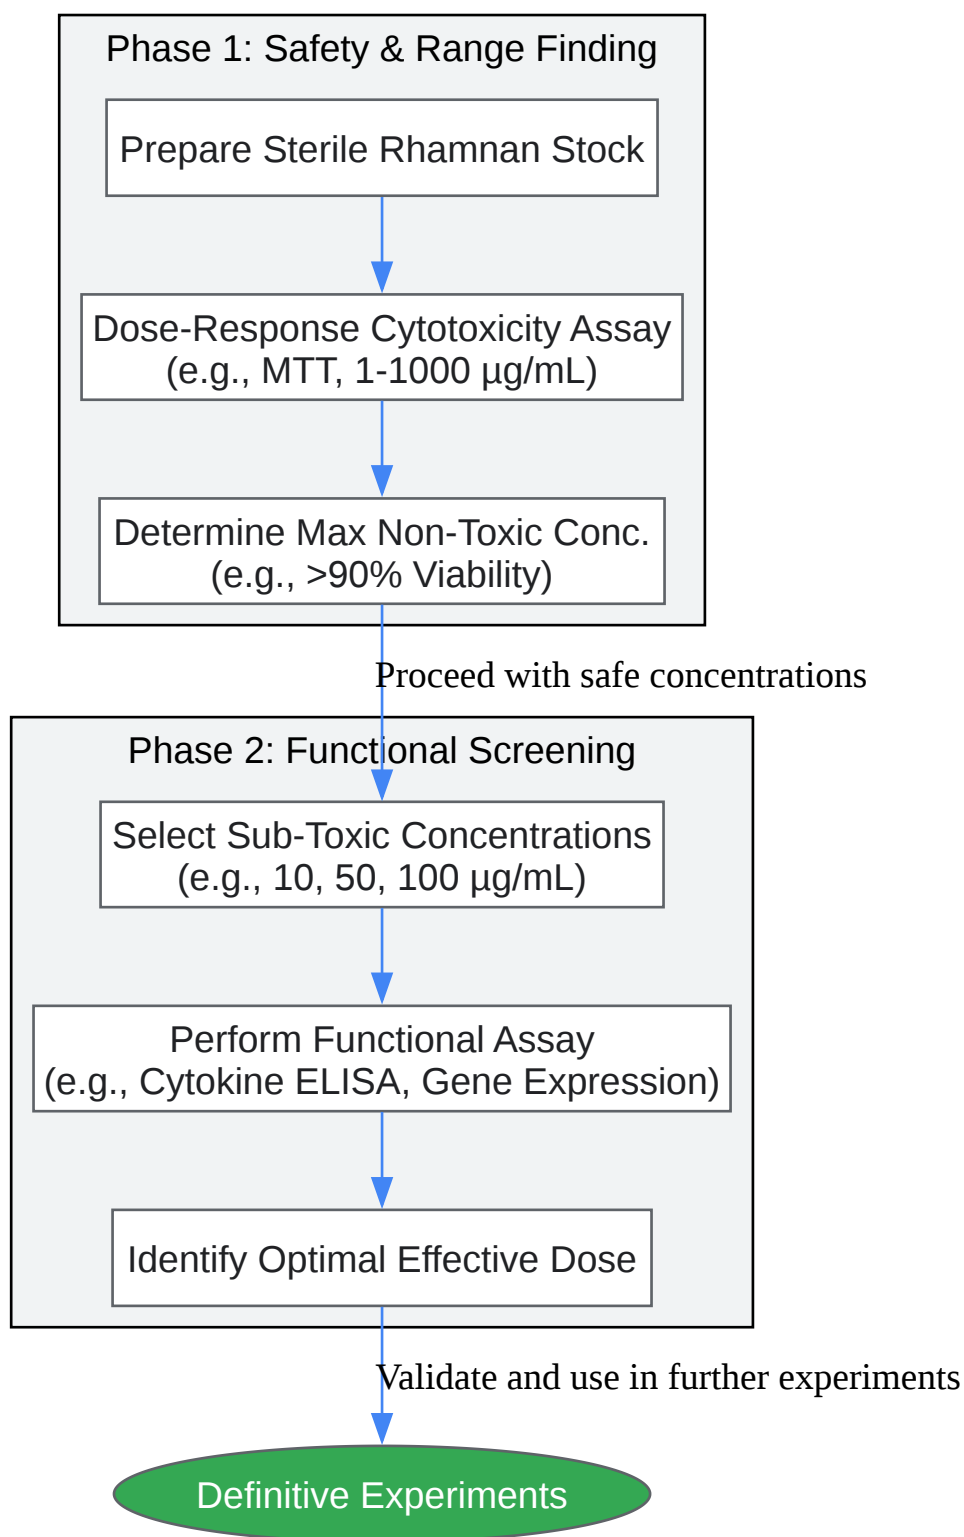 Phase 1: Safety & Range Finding
Prepare Sterile Rhamnan Stock
Dose-Response Cytotoxicity Assay
(e.g., MTT, 1-1000 µg/mL)
Determine Max Non-Toxic Conc.
(e.g., >90% Viability)
Proceed with safe concentrations
Phase 2: Functional Screening
Select Sub-Toxic Concentrations
(e.g., 10, 50, 100 µg/mL)
Perform Functional Assay
(e.g., Cytokine ELISA, Gene Expression)
Identify Optimal Effective Dose
Validate and use in further experiments
Definitive Experiments